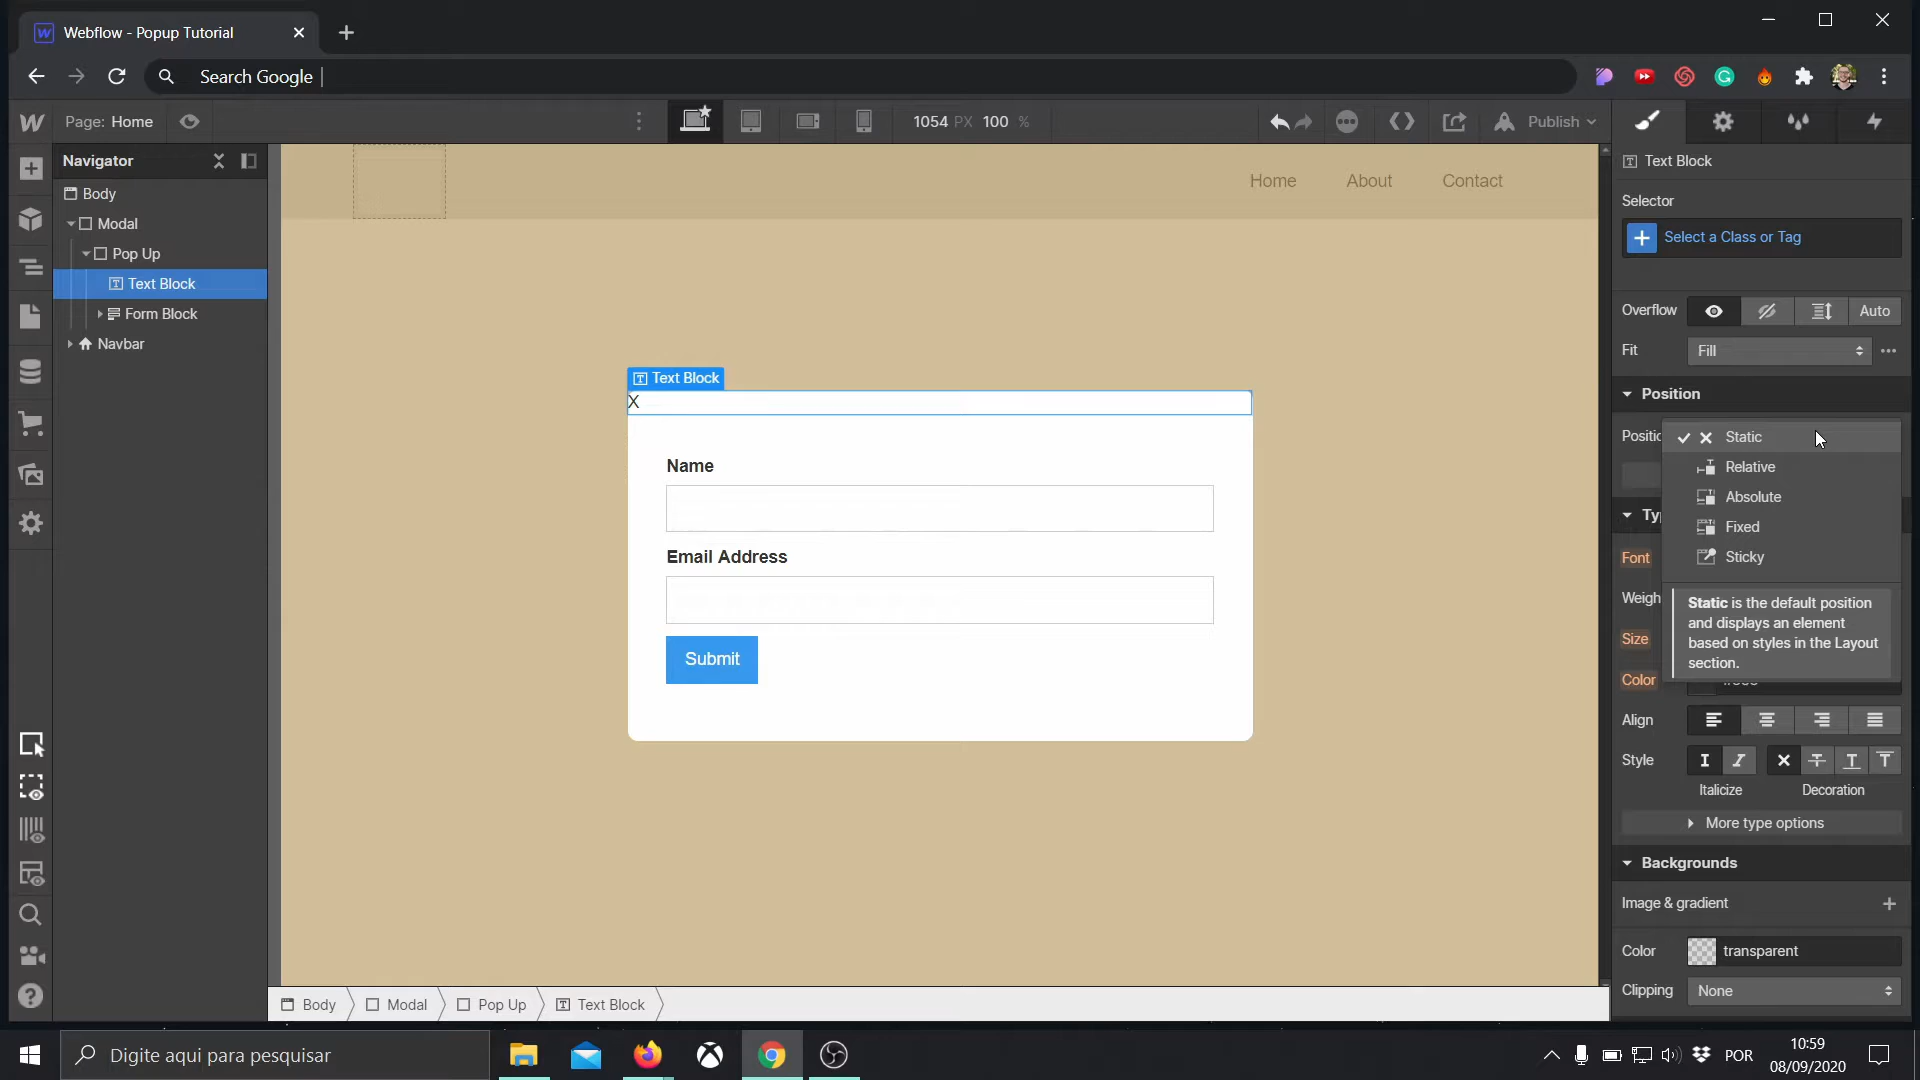 Webflow - Popup Tutorial
Search Google
Page: Home
1054 PX 100 %
Publish
Navigator
Body
Modal
Pop Up
Text Block
Form Block
Navbar
Home About Contact
Text Block
X
Name
Email Address
Submit
Text Block
Selector
Select a Class or Tag
Overflow Auto
Fit Fill
Position
Static
Relative
Absolute
Fixed
Sticky
Static is the default position
and displays an element
based on styles in the Layout
section.
Font
Size
Color
Align
Style
Italicize Decoration
More type options
Backgrounds
Image & gradient
Color transparent
Clipping None
Body Modal Pop Up Text Block
Digite aqui para pesquisar
POR
10:59
08/09/2020